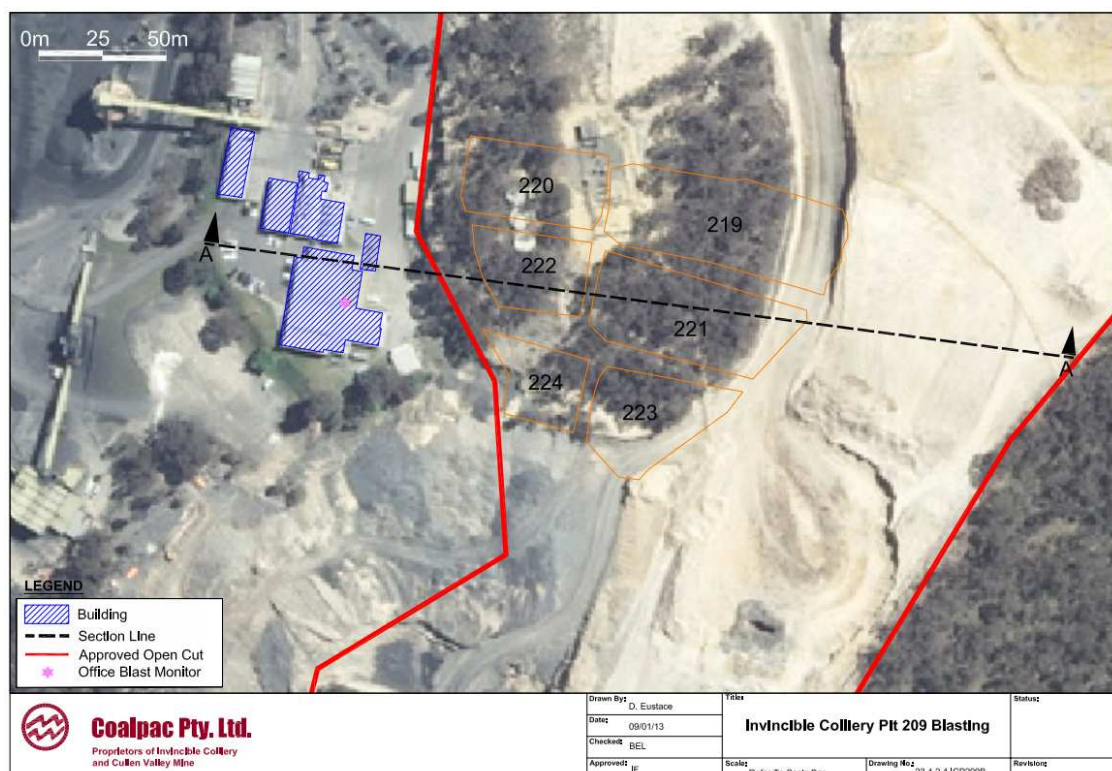 0m 25 50m
220
219
222
A
221
A
224
223
LEGEND
Building
Section Line
Approved Open Cut
Office Blast Monitor
Coalpac Pty. Ltd.
Proprietors of Invincible Colliery
and Cullen Valley Mine
Drawn By:
D. Eustace
Date:
09/01/13
Checked:
BEL
Approved:
Title:
Invincible Colliery Pit 209 Blasting
Scale:
Drawing No.:
Status:
Revision: